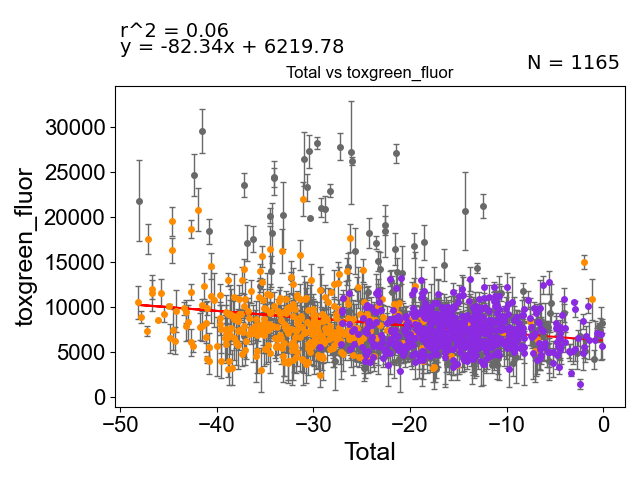 r^2 = 0.06
y = -82.34x + 6219.78
N = 1165
Total vs toxgreen_fluor
30000
25000
20000
15000
10000
5000
0
toxgreen_fluor
−50 −40 −30 −20 −10 0
Total